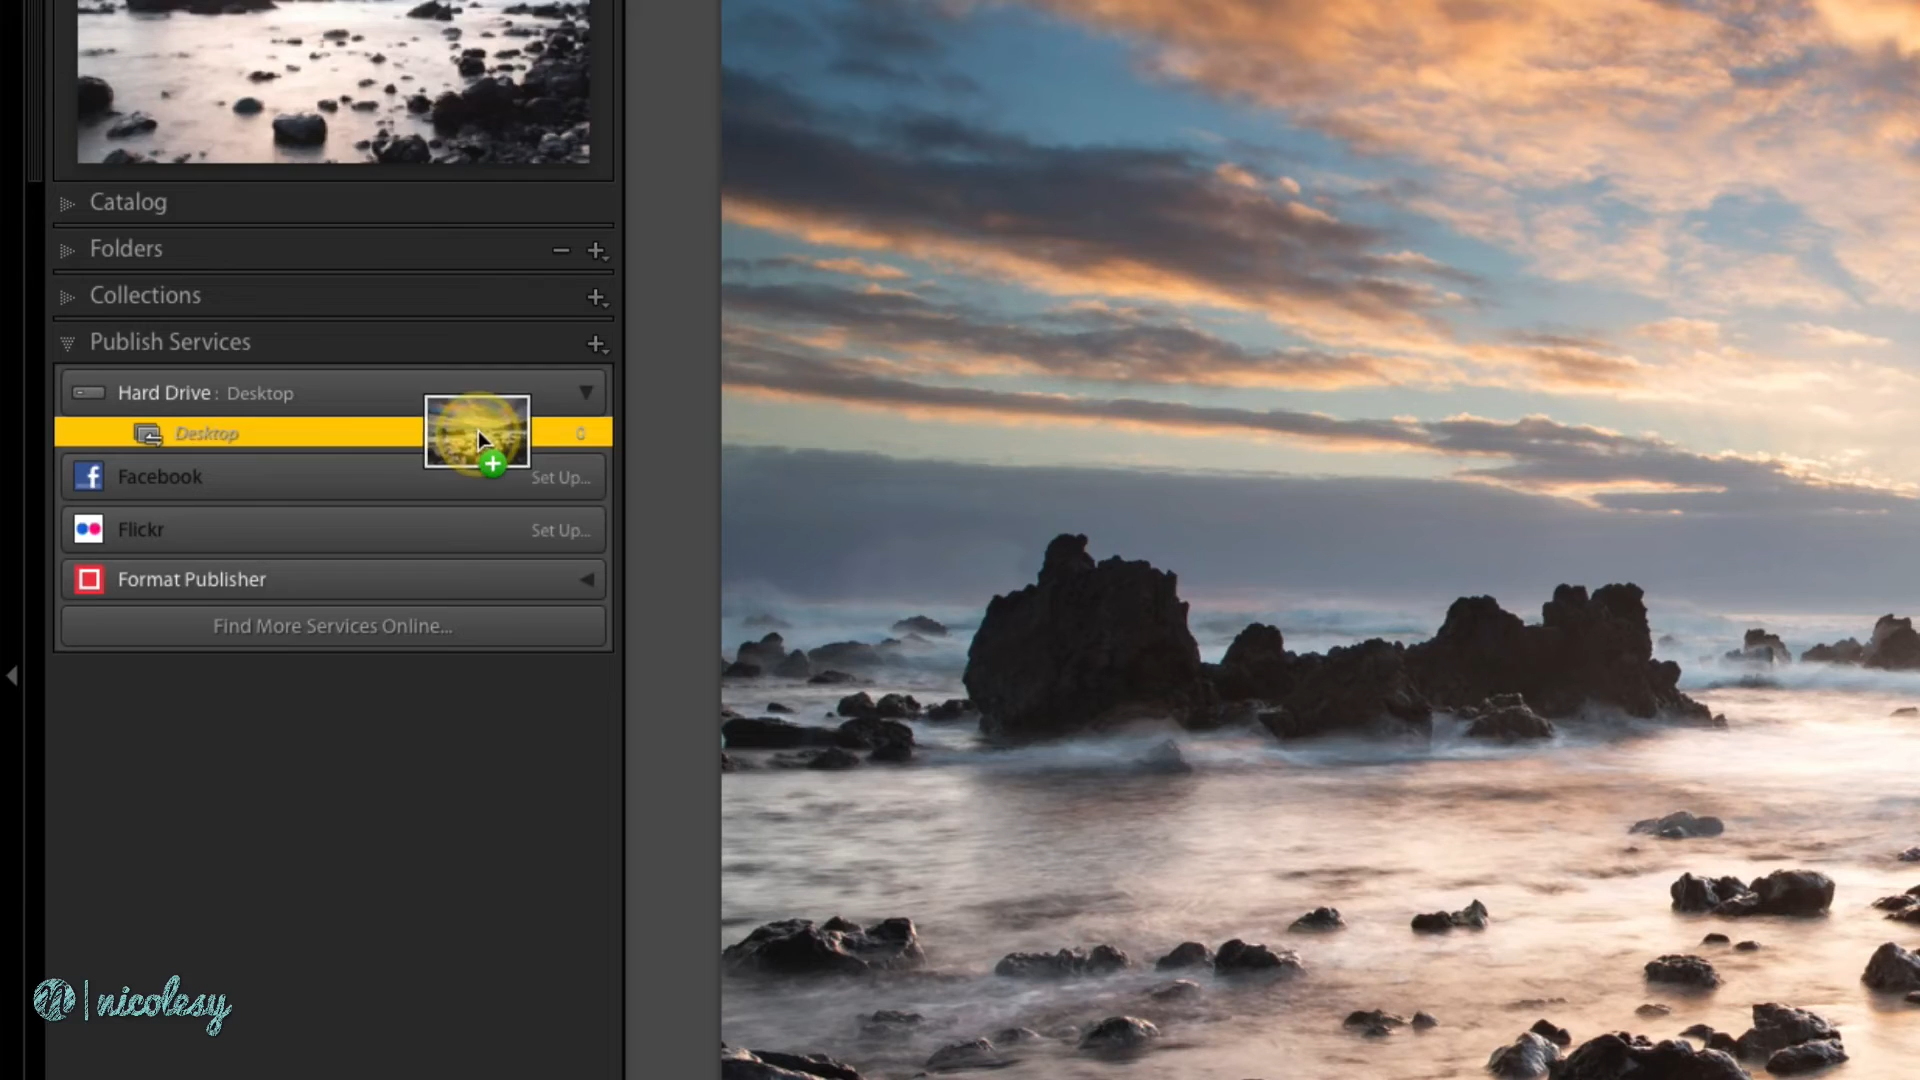 Catalog
Folders
Collections
Publish Services
Hard Drive : Desktop
Desktop 0
Facebook Set Up...
Flickr Set Up...
Format Publisher
Find More Services Online...
nicolesy